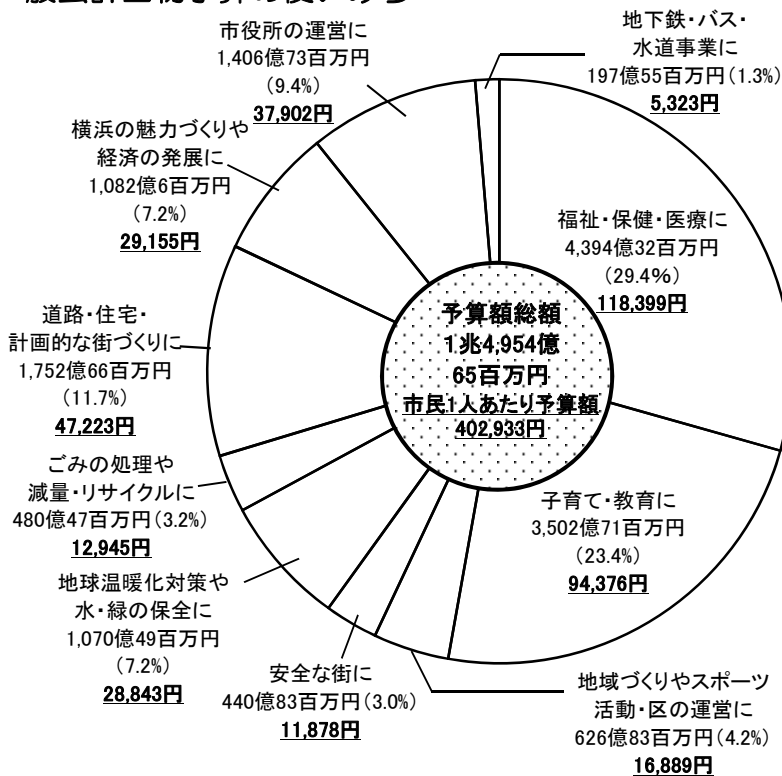 市役所の運営に
1,406億73百万円
(9.4%)
37,902円
地下鉄・バス・
水道事業に
197億55百万円(1.3%)
5,323円
横浜の魅力づくりや
経済の発展に
1,082億6百万円
(7.2%)
29,155円
福祉・保健・医療に
4,394億32百万円
(29.4%)
118,399円
予算額総額
1兆4,954億
65百万円
市民1人あたり予算額
402,933円
道路・住宅・
計画的な街づくりに
1,752億66百万円
(11.7%)
47,223円
ごみの処理や
減量・リサイクルに
480億47百万円(3.2%)
12,945円
子育て・教育に
3,502億71百万円
(23.4%)
94,376円
地球温暖化対策や
水・緑の保全に
1,070億49百万円
(7.2%)
28,843円
安全な街に
440億83百万円(3.0%)
11,878円
地域づくりやスポーツ
活動・区の運営に
626億83百万円(4.2%)
16,889円